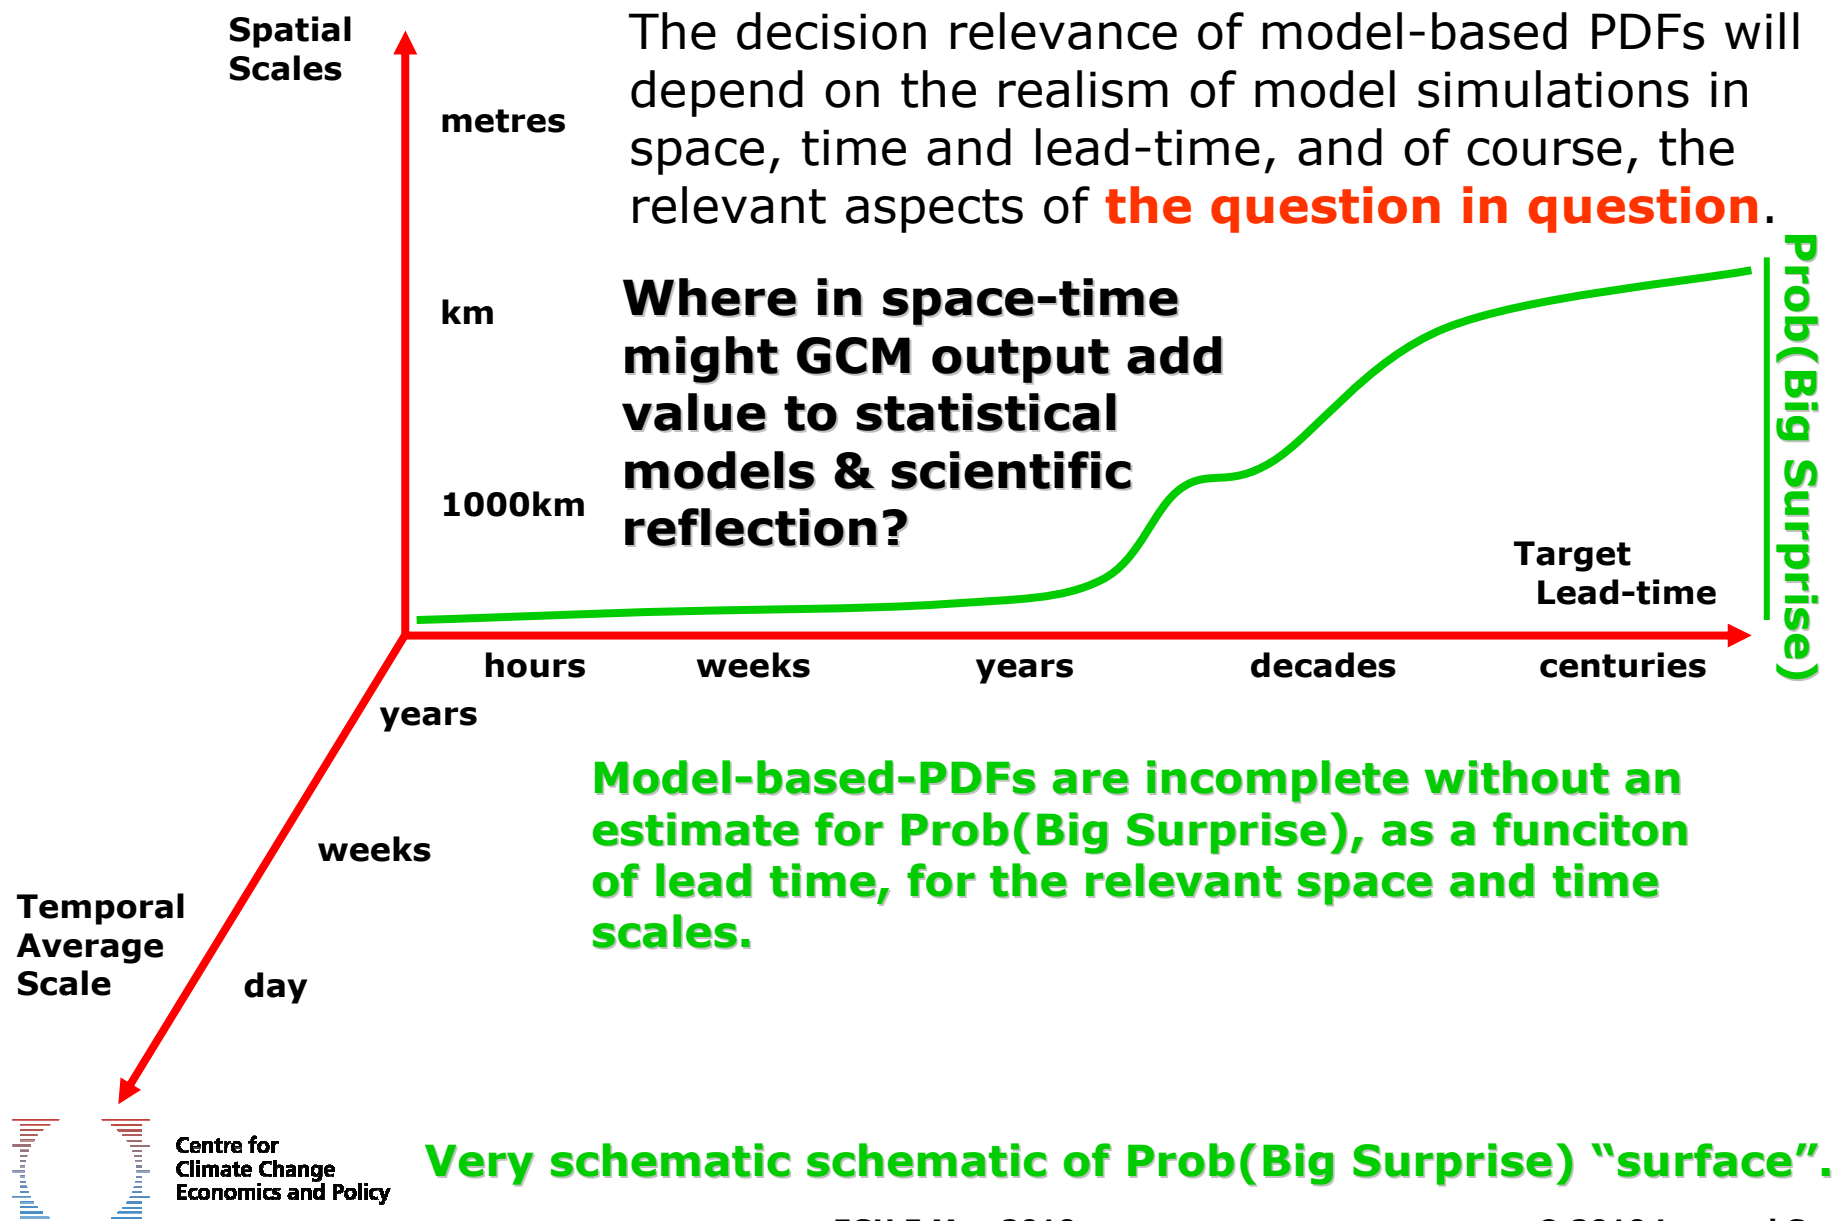 Spatial
Scales
The decision relevance of model-based PDFs will
depend on the realism of model simulations in
space, time and lead-time, and of course, the
relevant aspects of the question in question.
metres
km
1000km
Where in space-time
might GCM output add
value to statistical
models & scientific
reflection?
Prob(Big Surprise)
Target
Lead-time
hours
weeks
years
decades
centuries
years
weeks
day
Temporal
Average
Scale
Model-based-PDFs are incomplete without an
estimate for Prob(Big Surprise), as a funciton
of lead time, for the relevant space and time
scales.
Centre for
Climate Change
Economics and Policy
Very schematic schematic of Prob(Big Surprise) “surface”.